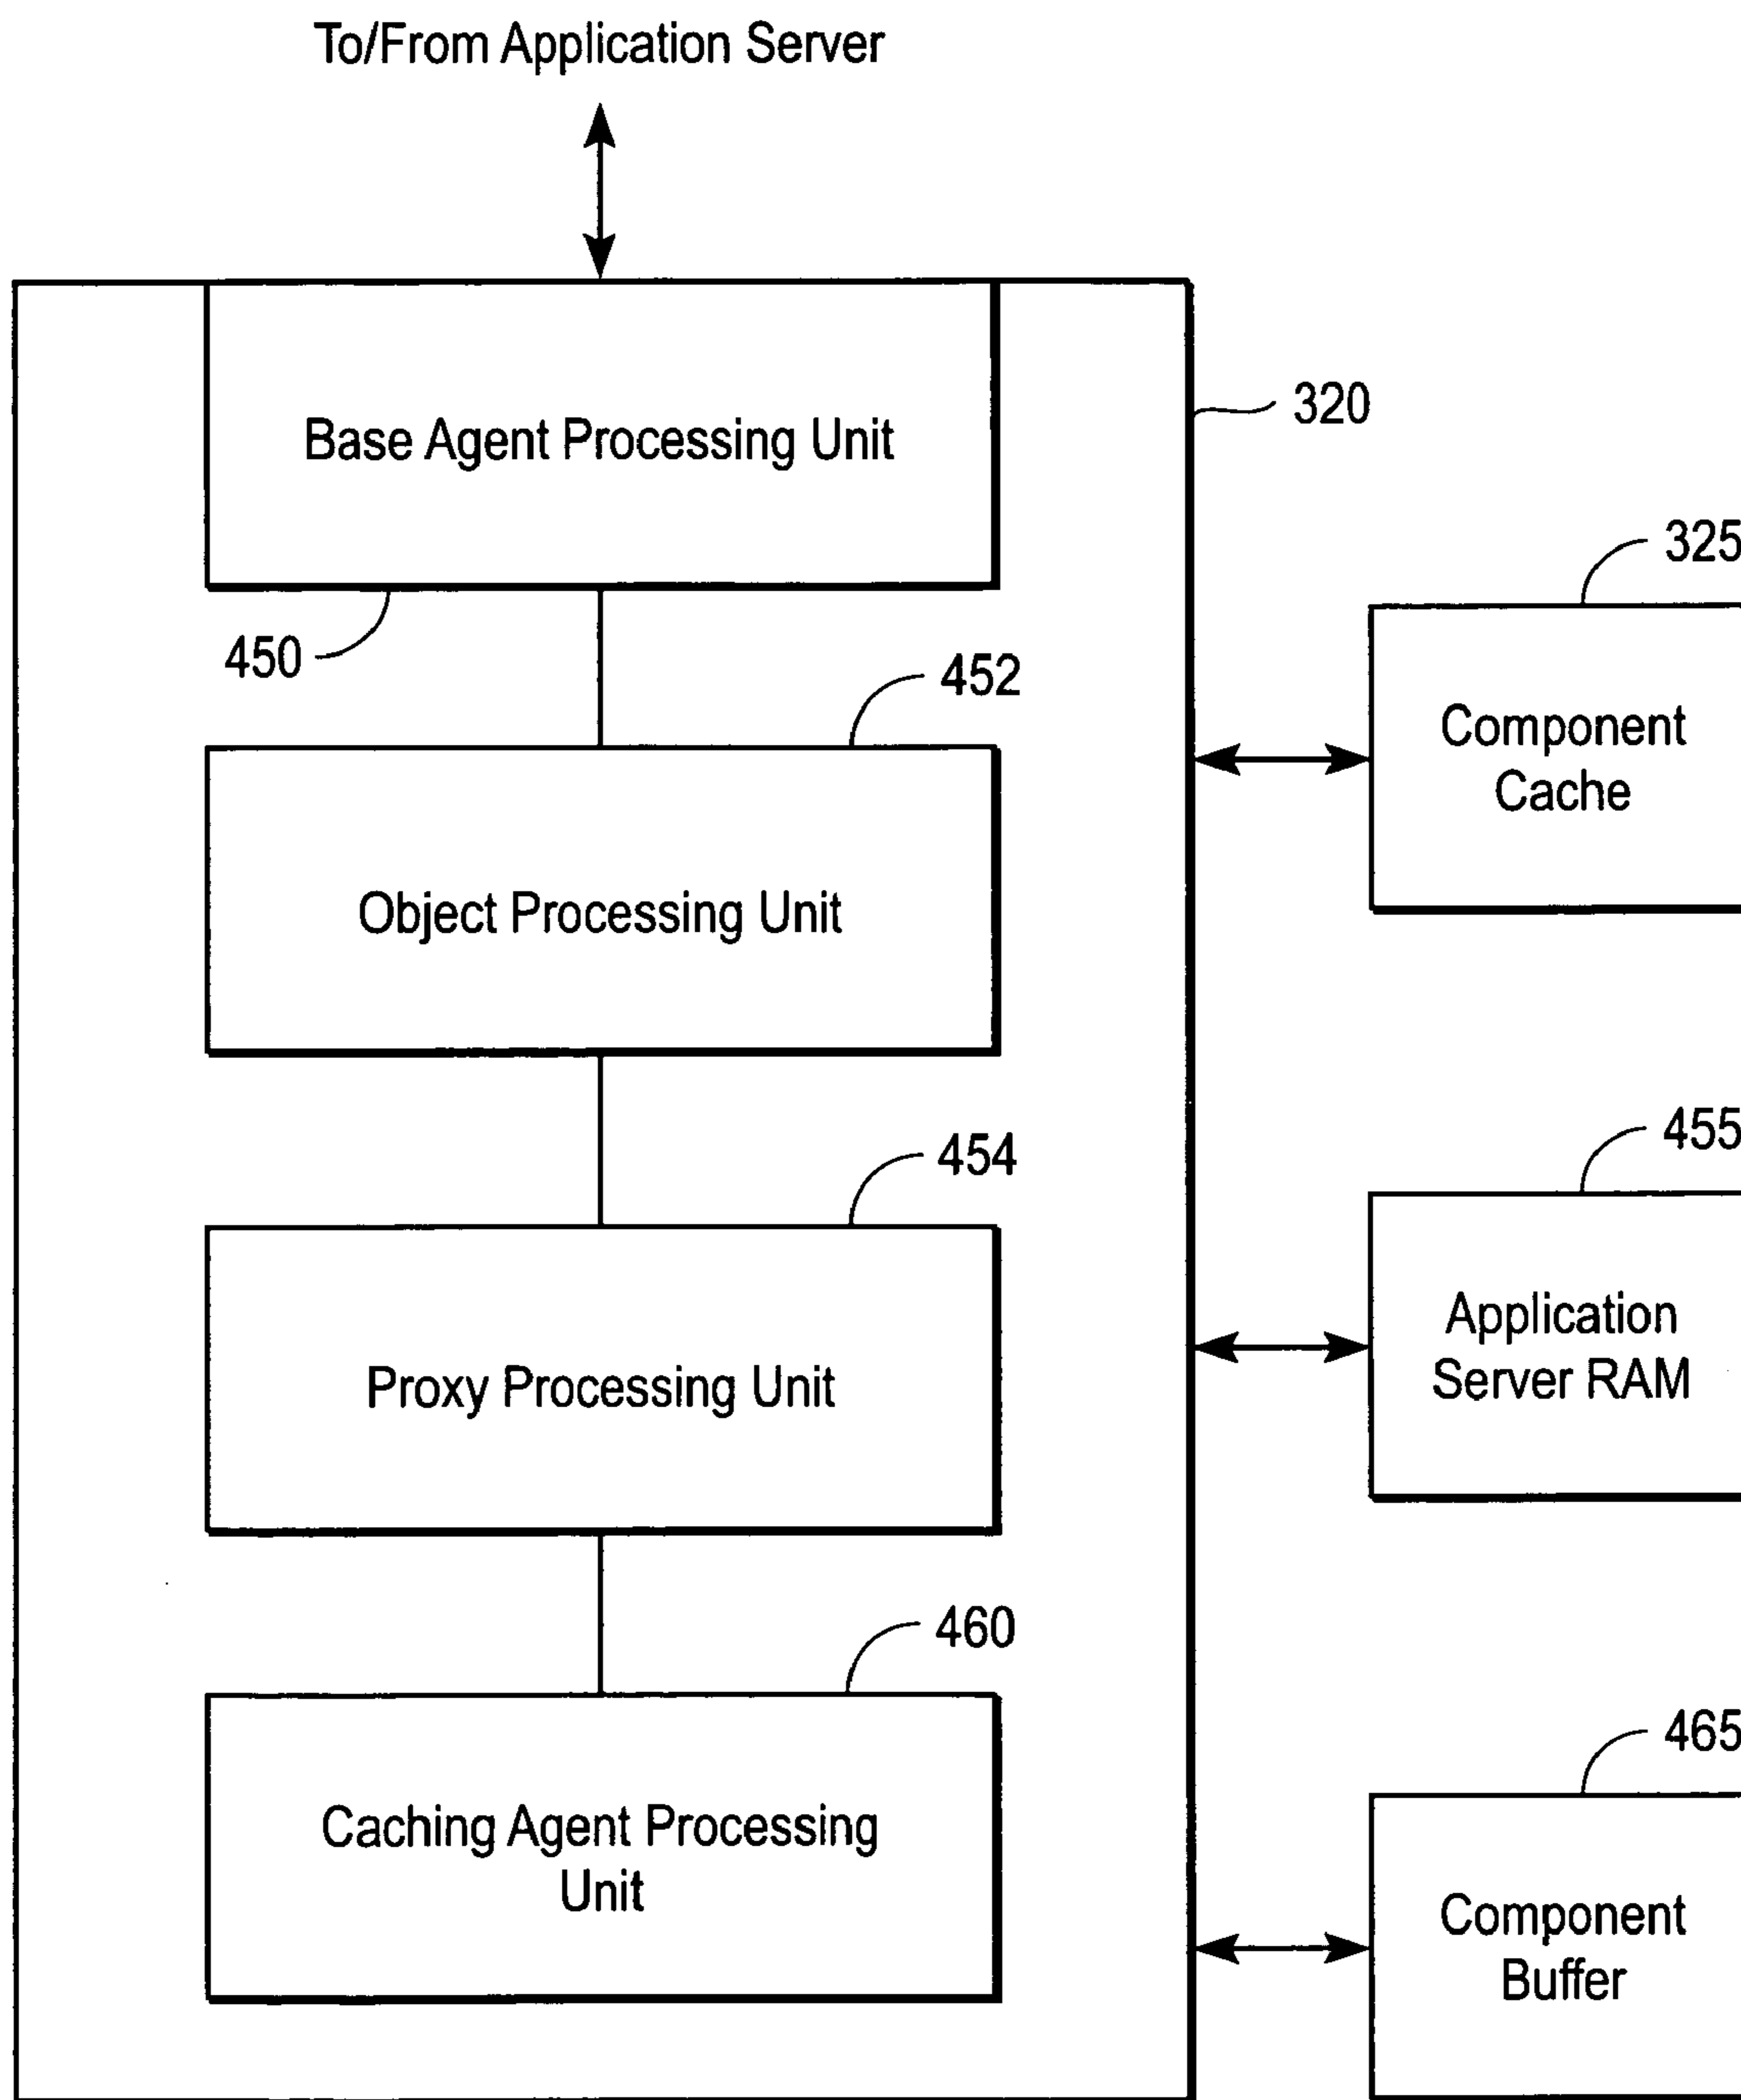 To/From Application Server
Base Agent Processing Unit
320
325
450
452
Component
Cache
Object Processing Unit
454
455
Application
Server RAM
Proxy Processing Unit
460
465
Caching Agent Processing
Unit
Component
Buffer